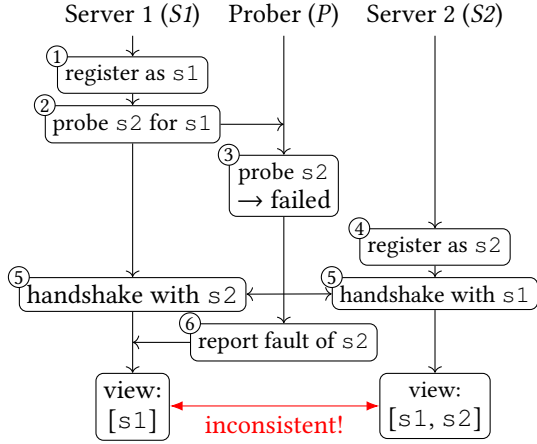 Server 1 (S1) Prober (P) Server 2 (S2)
1
register as s1
2
probe s2 for s1
3
probe s2
→ failed
4
register as s2
5
handshake with s2
5
handshake with s1
6
report fault of s2
view:
[s1]
view:
[s1, s2]
inconsistent!